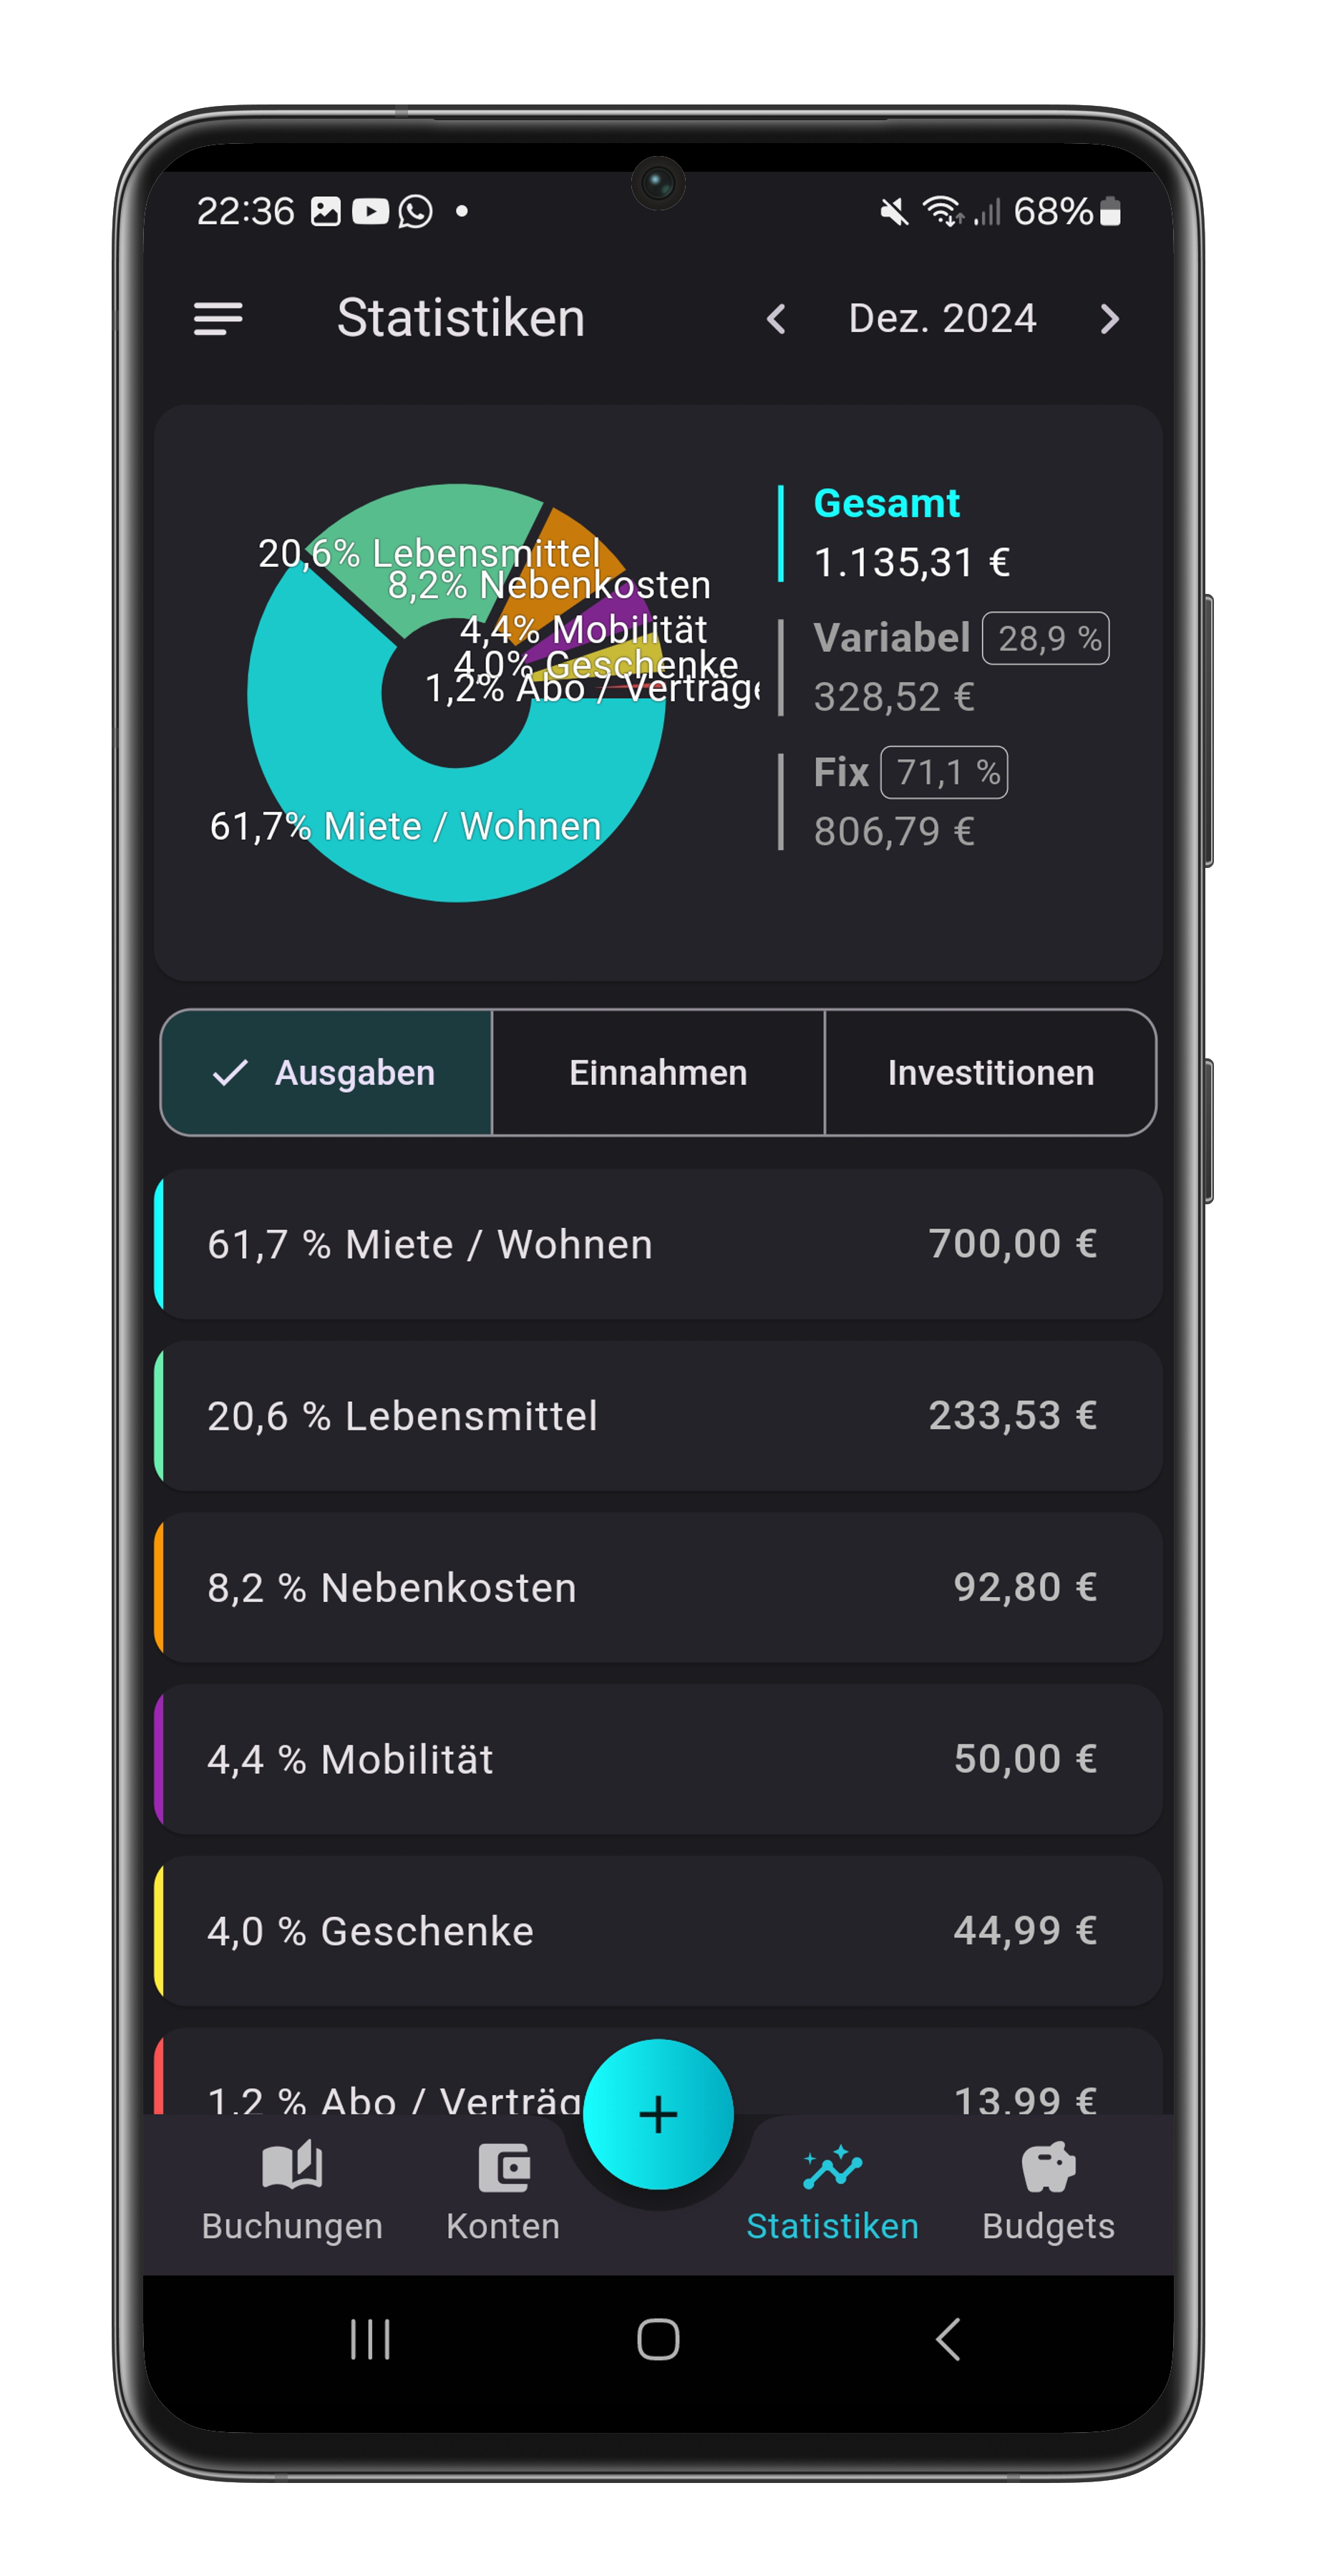 22:36
68%
Statistiken
Dez. 2024
20,6% Lebensmittel
8,2% Nebenkosten
4,4% Mobilität
4,0% Geschenke
1,2% Abo / Verträge
61,7% Miete / Wohnen
Gesamt
1.135,31 €
Variabel 28,9 %
328,52 €
Fix 71,1 %
806,79 €
Ausgaben
Einnahmen
Investitionen
61,7 % Miete / Wohnen 700,00 €
20,6 % Lebensmittel 233,53 €
8,2 % Nebenkosten 92,80 €
4,4 % Mobilität 50,00 €
4,0 % Geschenke 44,99 €
1,2 % Abo / Verträg 13,99 €
Buchungen
Konten
+
Statistiken
Budgets